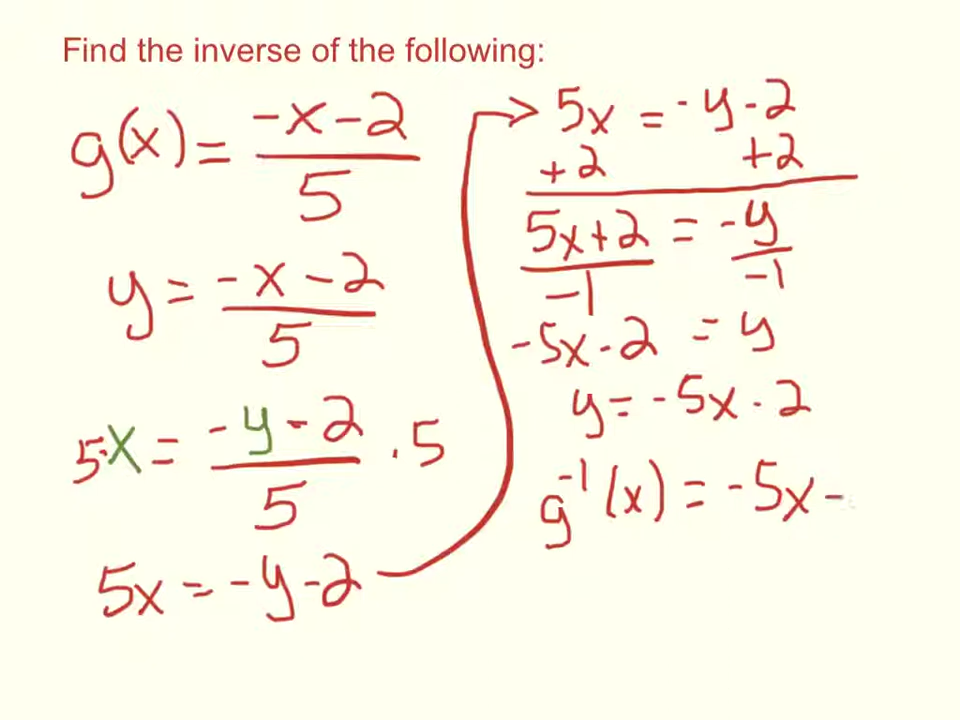 Find the inverse of the following:
g(x) = -x-2
5
y = -x-2
5
5·x = -y-2 · 5
5
5x = -y-2
5x = -y-2
+2 +2
5x+2 = -y
-1 -1
-5x-2 = y
y = -5x-2
g⁻¹(x) = -5x-